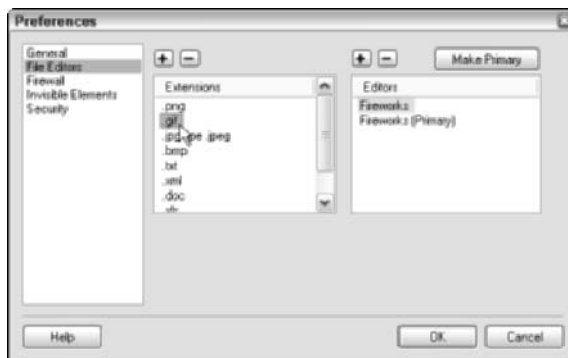 Preferences
General
File Editors
Firewall
Invisible Elements
Security
Extensions
.png
.gif
.jpg .jpe .jpeg
.bmp
.txt
.xml
.doc
Make Primary
Editors
Fireworks
Fireworks (Primary)
Help
OK
Cancel